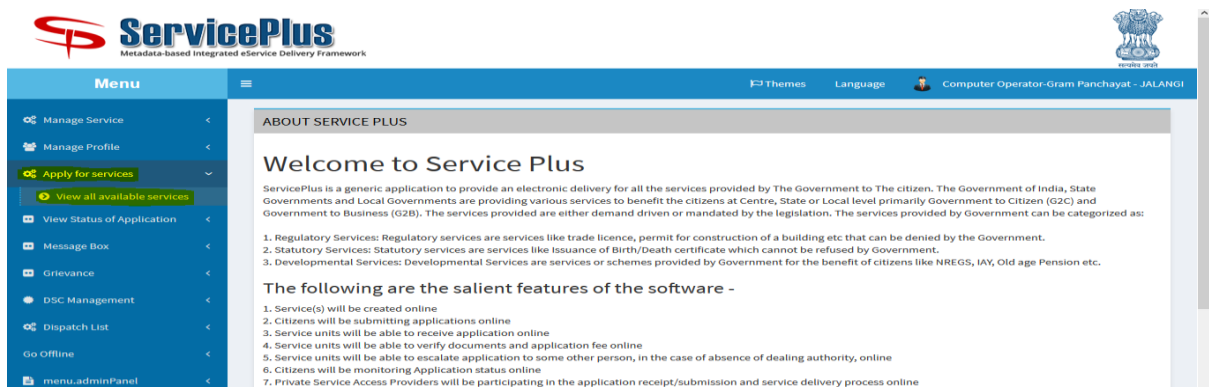 ServicePlus
Metadata-based Integrated eService Delivery Framework
सत्यमेव जयते
Menu
Themes Language Computer Operator-Gram Panchayat - JALANGI
Manage Service
Manage Profile
Apply for services
View all available services
View Status of Application
Message Box
Grievance
DSC Management
Dispatch List
Go Offline
menu.adminPanel
ABOUT SERVICE PLUS
Welcome to Service Plus
ServicePlus is a generic application to provide an electronic delivery for all the services provided by The Government to The citizen. The Government of India, State
Governments and Local Governments are providing various services to benefit the citizens at Centre, State or Local level primarily Government to Citizen (G2C) and
Government to Business (G2B). The services provided are either demand driven or mandated by the legislation. The services provided by Government can be categorized as:
1. Regulatory Services: Regulatory services are services like trade licence, permit for construction of a building etc that can be denied by the Government.
2. Statutory Services: Statutory services are services like Issuance of Birth/Death certificate which cannot be refused by Government.
3. Developmental Services: Developmental Services are services or schemes provided by Government for the benefit of citizens like NREGS, IAY, Old age Pension etc.
The following are the salient features of the software -
1. Service(s) will be created online
2. Citizens will be submitting applications online
3. Service units will be able to receive application online
4. Service units will be able to verify documents and application fee online
5. Service units will be able to escalate application to some other person, in the case of absence of dealing authority, online
6. Citizens will be monitoring Application status online
7. Private Service Access Providers will be participating in the application receipt/submission and service delivery process online